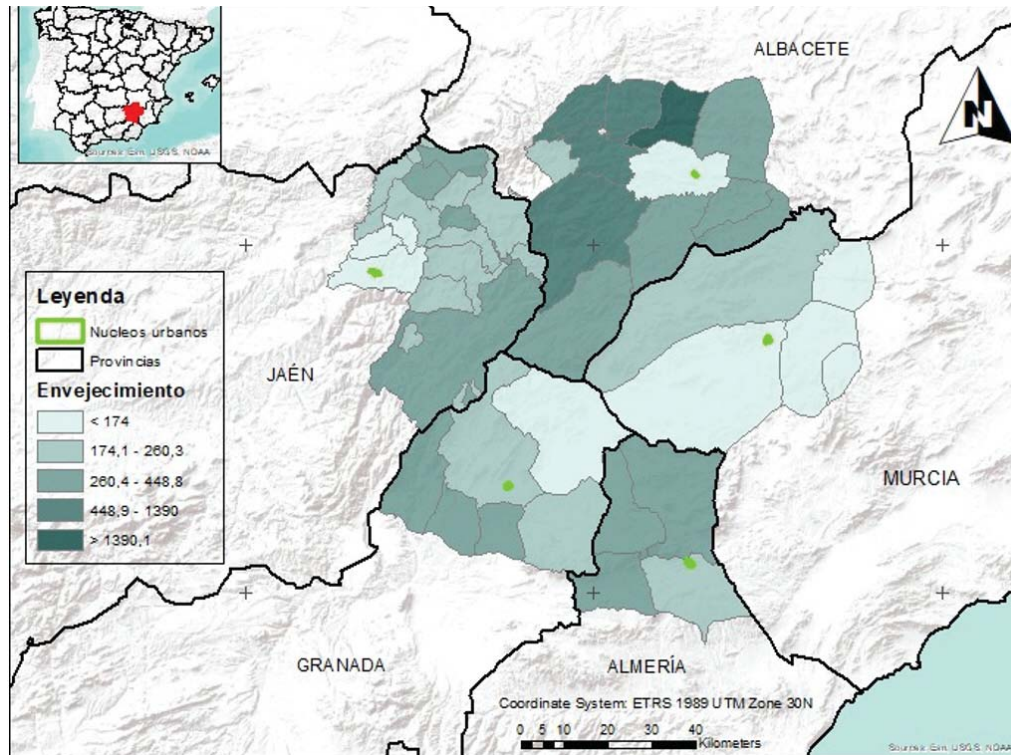 Sources: Esri, USGS, NOAA
ALBACETE
N
Leyenda
Nucleos urbanos
Provincias
Envejecimiento
< 174
174,1 - 260,3
260,4 - 448,8
448,9 - 1390
> 1390,1
JAÉN
MURCIA
GRANADA
ALMERÍA
Coordinate System: ETRS 1989 UTM Zone 30N
0 5 10 20 30 40
Kilometers
Sources: Esri, USGS, NOAA